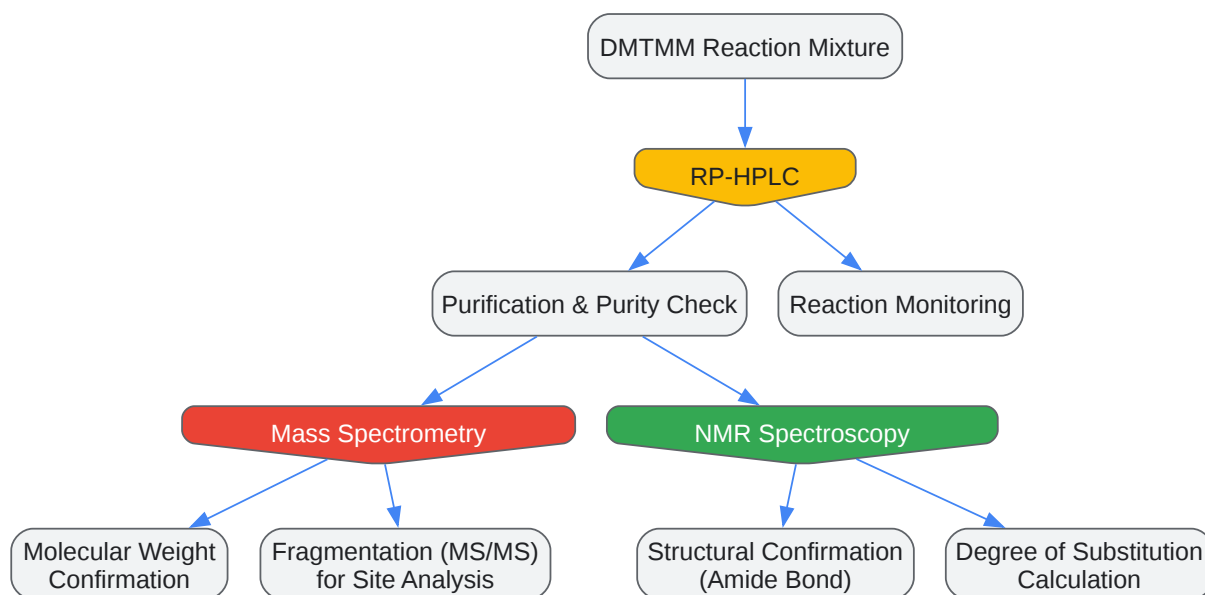 DMTMM Reaction Mixture
RP-HPLC
Purification & Purity Check
Reaction Monitoring
Mass Spectrometry
NMR Spectroscopy
Molecular Weight
Confirmation
Fragmentation (MS/MS)
for Site Analysis
Structural Confirmation
(Amide Bond)
Degree of Substitution
Calculation